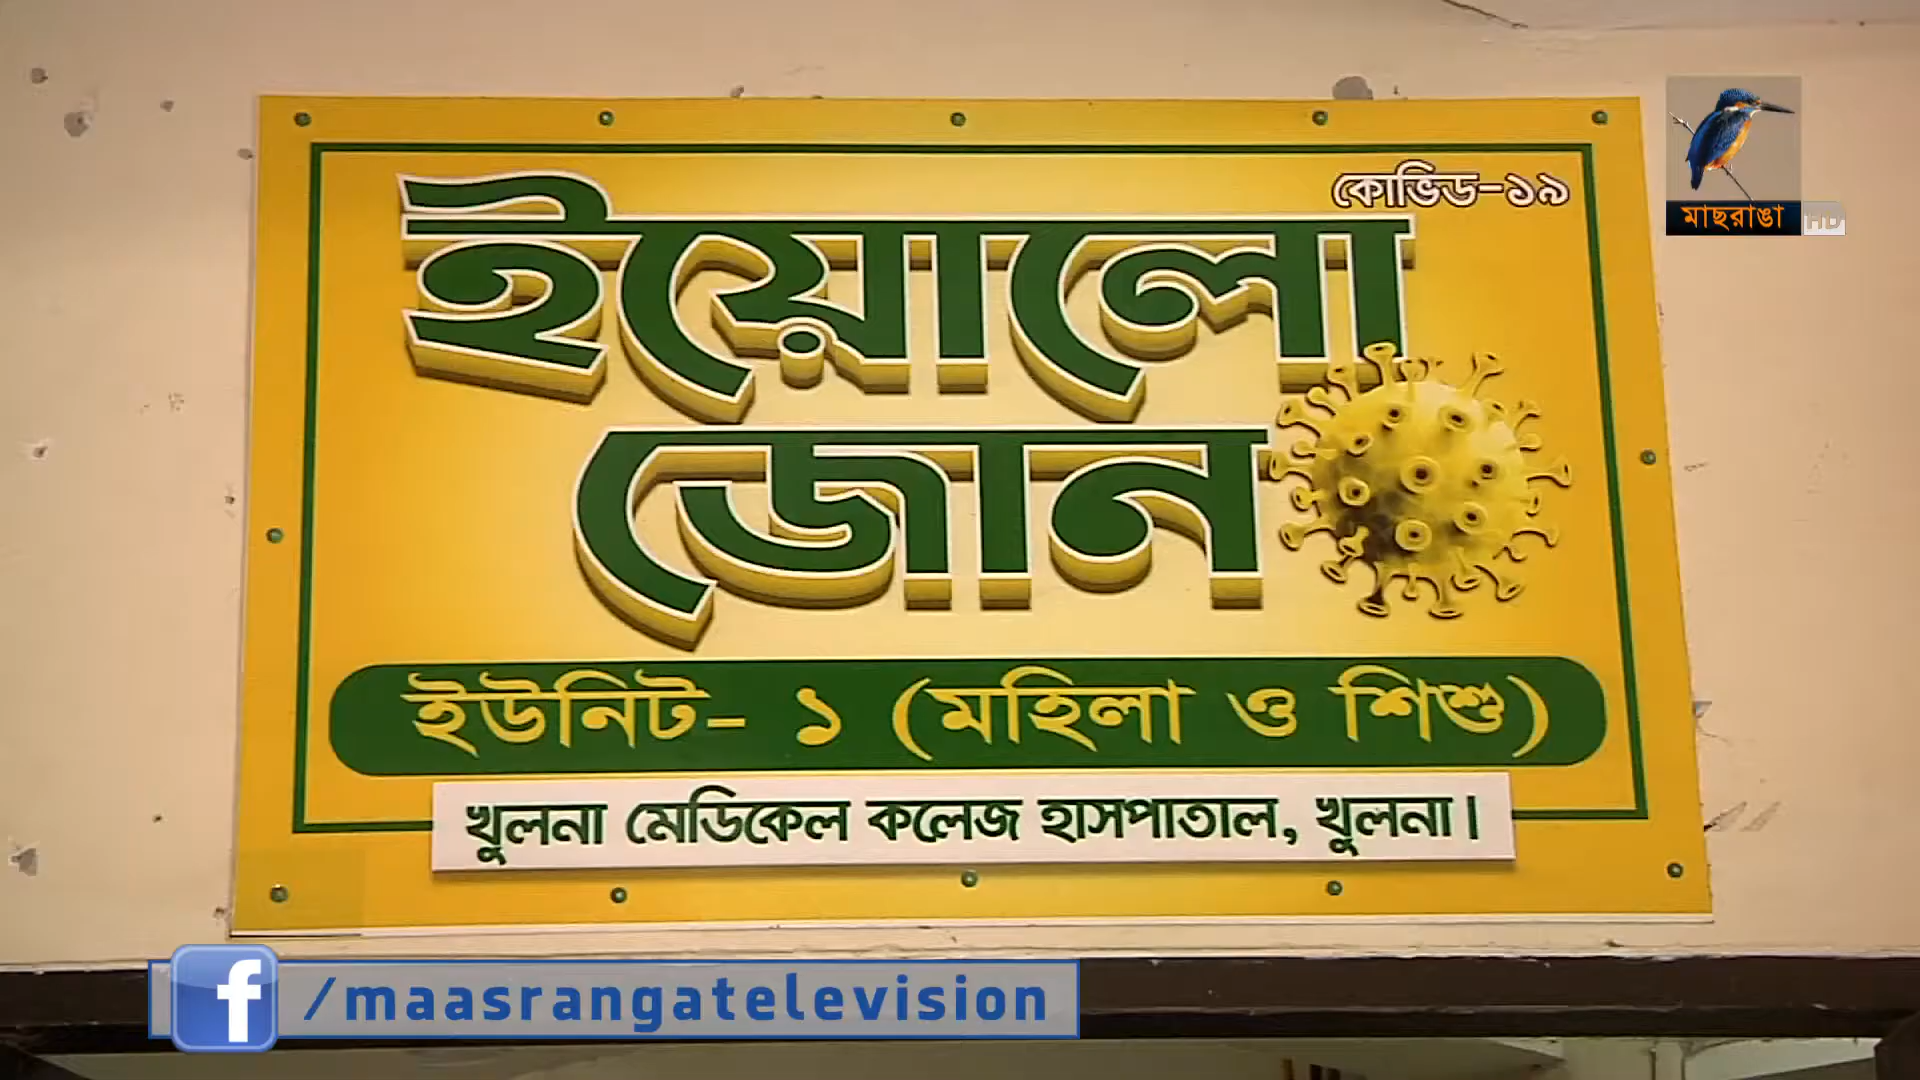 কোভিড-১৯
ইয়োলো
জোন
ইউনিট- ১ (মহিলা ও শিশু)
খুলনা মেডিকেল কলেজ হাসপাতাল, খুলনা।
মাছরাঙা HD
f /maasrangatelevision